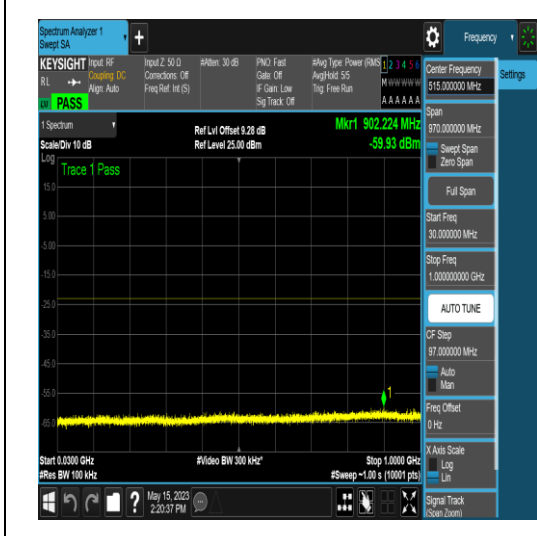 Spectrum Analyzer 1
Swept SA
+
Frequency
KEYSIGHT
RL
Input: RF
Coupling: DC
Align: Auto
Input Z: 50 Ω
Corrections: Off
Freq Ref: Int (S)
#Atten: 30 dB
PNO: Fast
Gate: Off
IF Gain: Low
Sig Track: Off
#Avg Type: Power (RMS
Avg|Hold: 5/5
Trig: Free Run
1 2 3 4 5 6
M W W W W W
A A A A A A
PASS
1 Spectrum
Scale/Div 10 dB
Ref Lvl Offset 9.28 dB
Ref Level 25.00 dBm
Mkr1 902.224 MHz
-59.93 dBm
Log
Trace 1 Pass
15.0
5.00
-5.00
-15.0
-25.0
-35.0
-45.0
-55.0
-65.0
1
Start 0.0300 GHz
#Res BW 100 kHz
#Video BW 300 kHz*
Stop 1.0000 GHz
#Sweep ~1.00 s (10001 pts)
?
May 15, 2023
2:20:37 PM
Center Frequency
515.000000 MHz
Settings
Span
970.000000 MHz
Swept Span
Zero Span
Full Span
Start Freq
30.000000 MHz
Stop Freq
1.000000000 GHz
AUTO TUNE
CF Step
97.000000 MHz
Auto
Man
Freq Offset
0 Hz
X Axis Scale
Log
Lin
Signal Track
(Span Zoom)